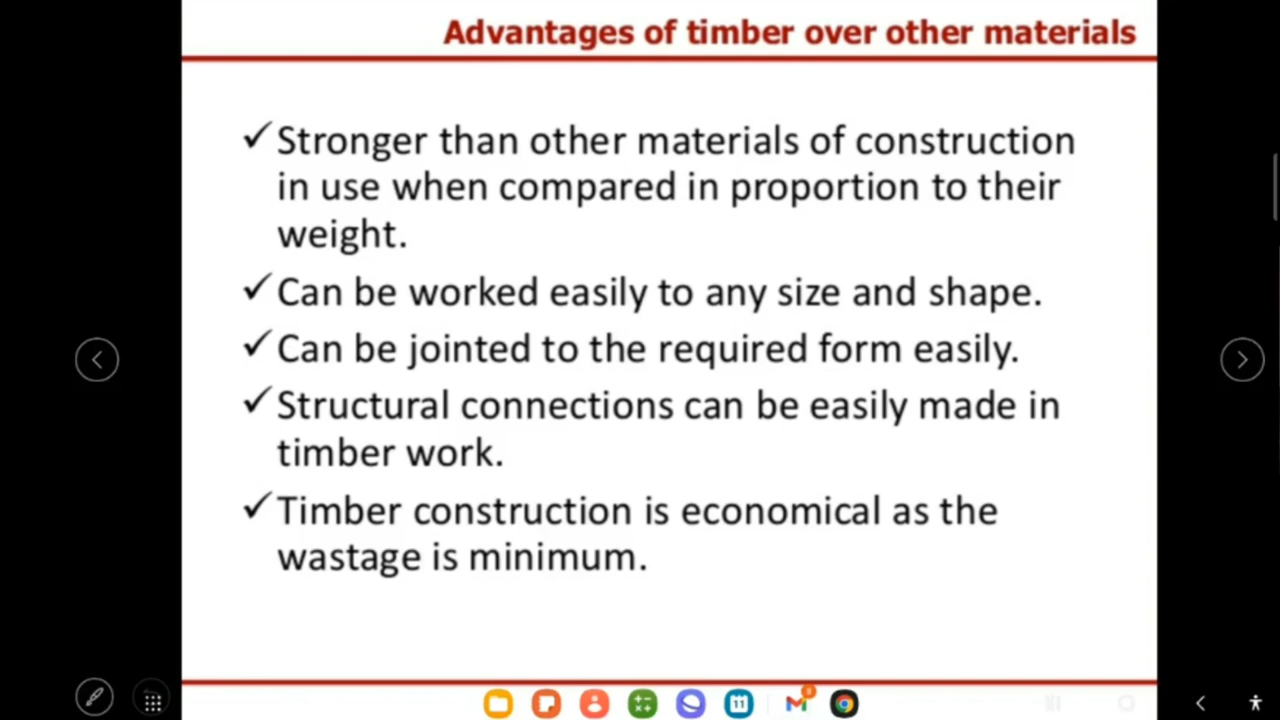 Advantages of timber over other materials
✓Stronger than other materials of construction
in use when compared in proportion to their
weight.
✓Can be worked easily to any size and shape.
✓Can be jointed to the required form easily.
✓Structural connections can be easily made in
timber work.
✓Timber construction is economical as the
wastage is minimum.
11